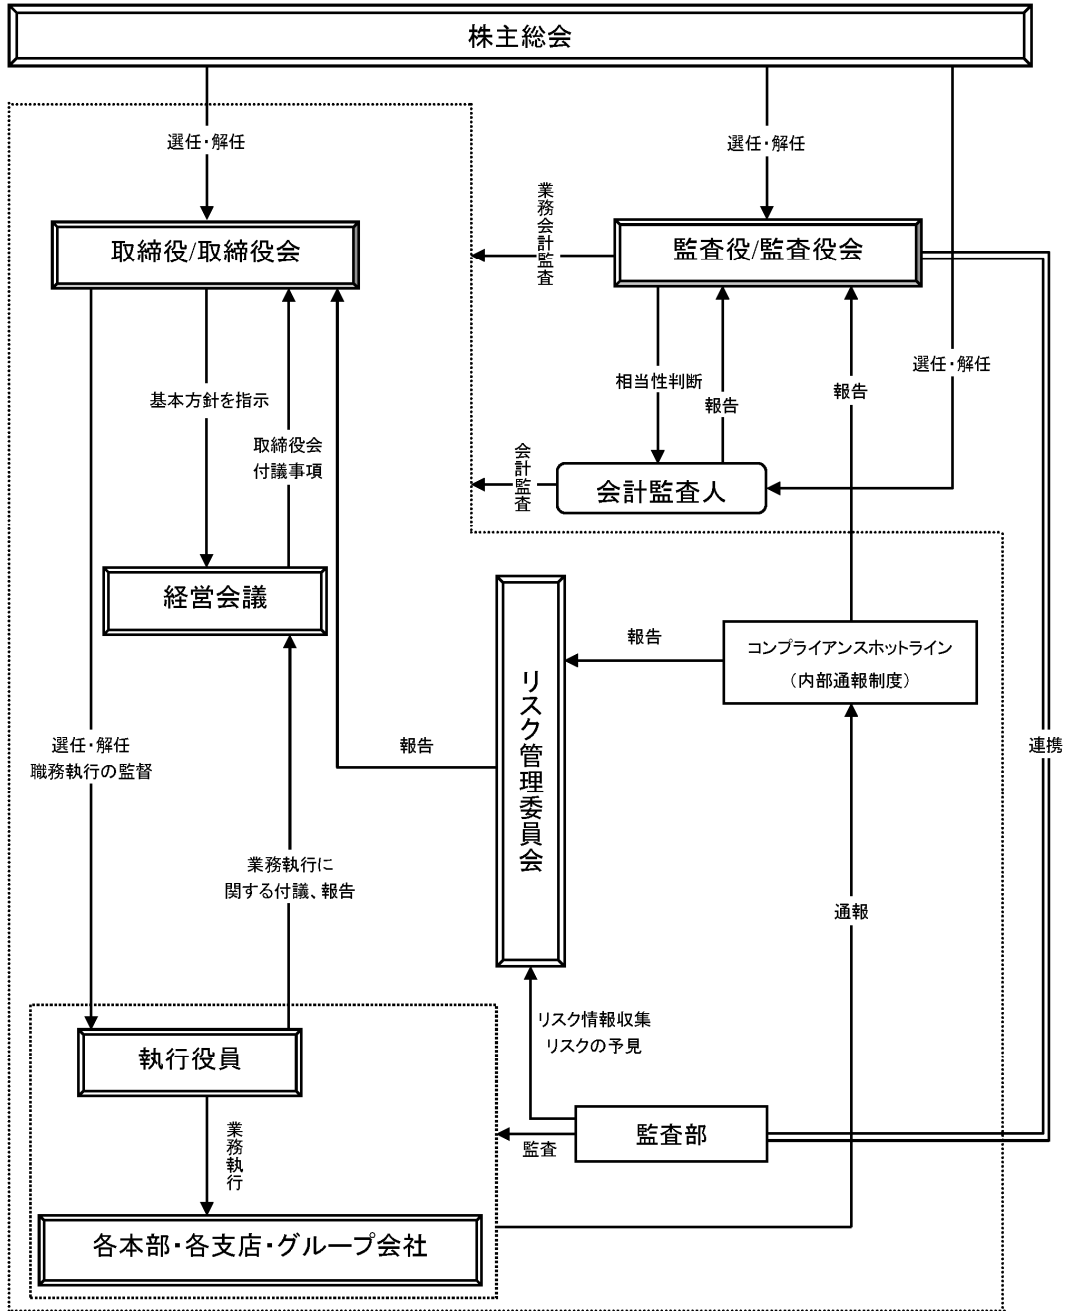 株主総会
選任・解任
選任・解任
業務会計監査
取締役/取締役会
監査役/監査役会
選任・解任
相当性判断
報告
報告
基本方針を指示
取締役会
付議事項
会計監査
会計監査人
経営会議
報告
コンプライアンスホットライン
（内部通報制度）
リスク管理委員会
選任・解任
職務執行の監督
報告
連携
業務執行に
関する付議、報告
通報
リスク情報収集
リスクの予見
執行役員
監査部
監査
業務執行
各本部・各支店・グループ会社